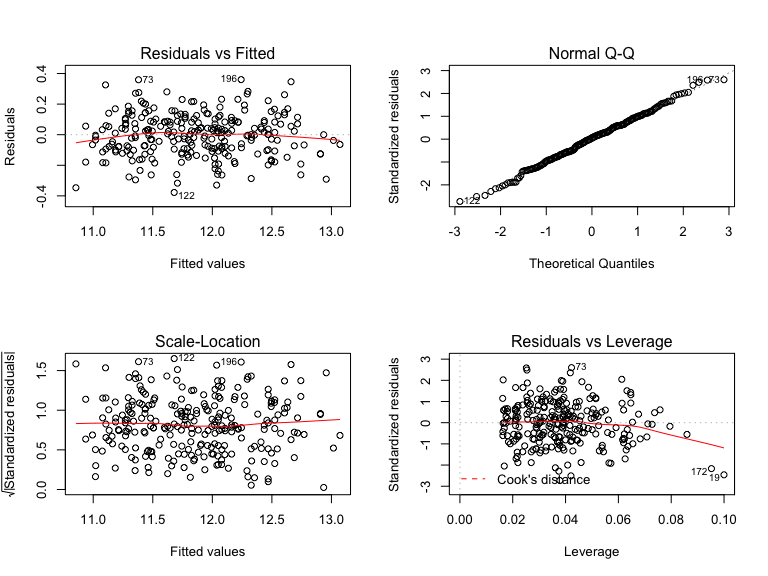 Residuals vs Fitted
Residuals
0.4
0.0
-0.4
73
196
122
11.0 11.5 12.0 12.5 13.0
Fitted values
Normal Q-Q
Standardized residuals
3
2
1
0
-2
196 73
122
-3 -2 -1 0 1 2 3
Theoretical Quantiles
Scale-Location
√|Standardized residuals|
1.5
1.0
0.5
0.0
73
122
196
11.0 11.5 12.0 12.5 13.0
Fitted values
Residuals vs Leverage
Standardized residuals
3
2
1
0
-1
-3
73
172
19
Cook's distance
0.00 0.02 0.04 0.06 0.08 0.10
Leverage